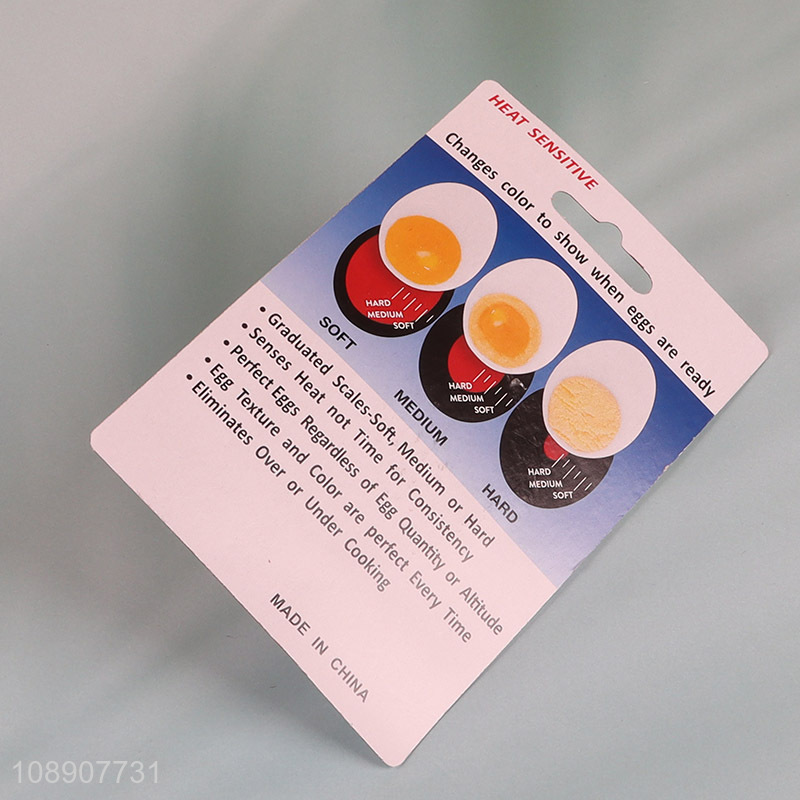 HEAT SENSITIVE
Changes color to show when eggs are ready
HARD
MEDIUM
SOFT
SOFT
HARD
MEDIUM
SOFT
MEDIUM
HARD
MEDIUM
SOFT
HARD
• Graduated Scales-Soft, Medium or Hard
• Senses Heat not Time for Consistency
• Perfect Eggs Regardless of Egg Quantity or Altitude
• Egg Texture and Color are perfect Every Time
• Eliminates Over or Under Cooking
MADE IN CHINA
108907731